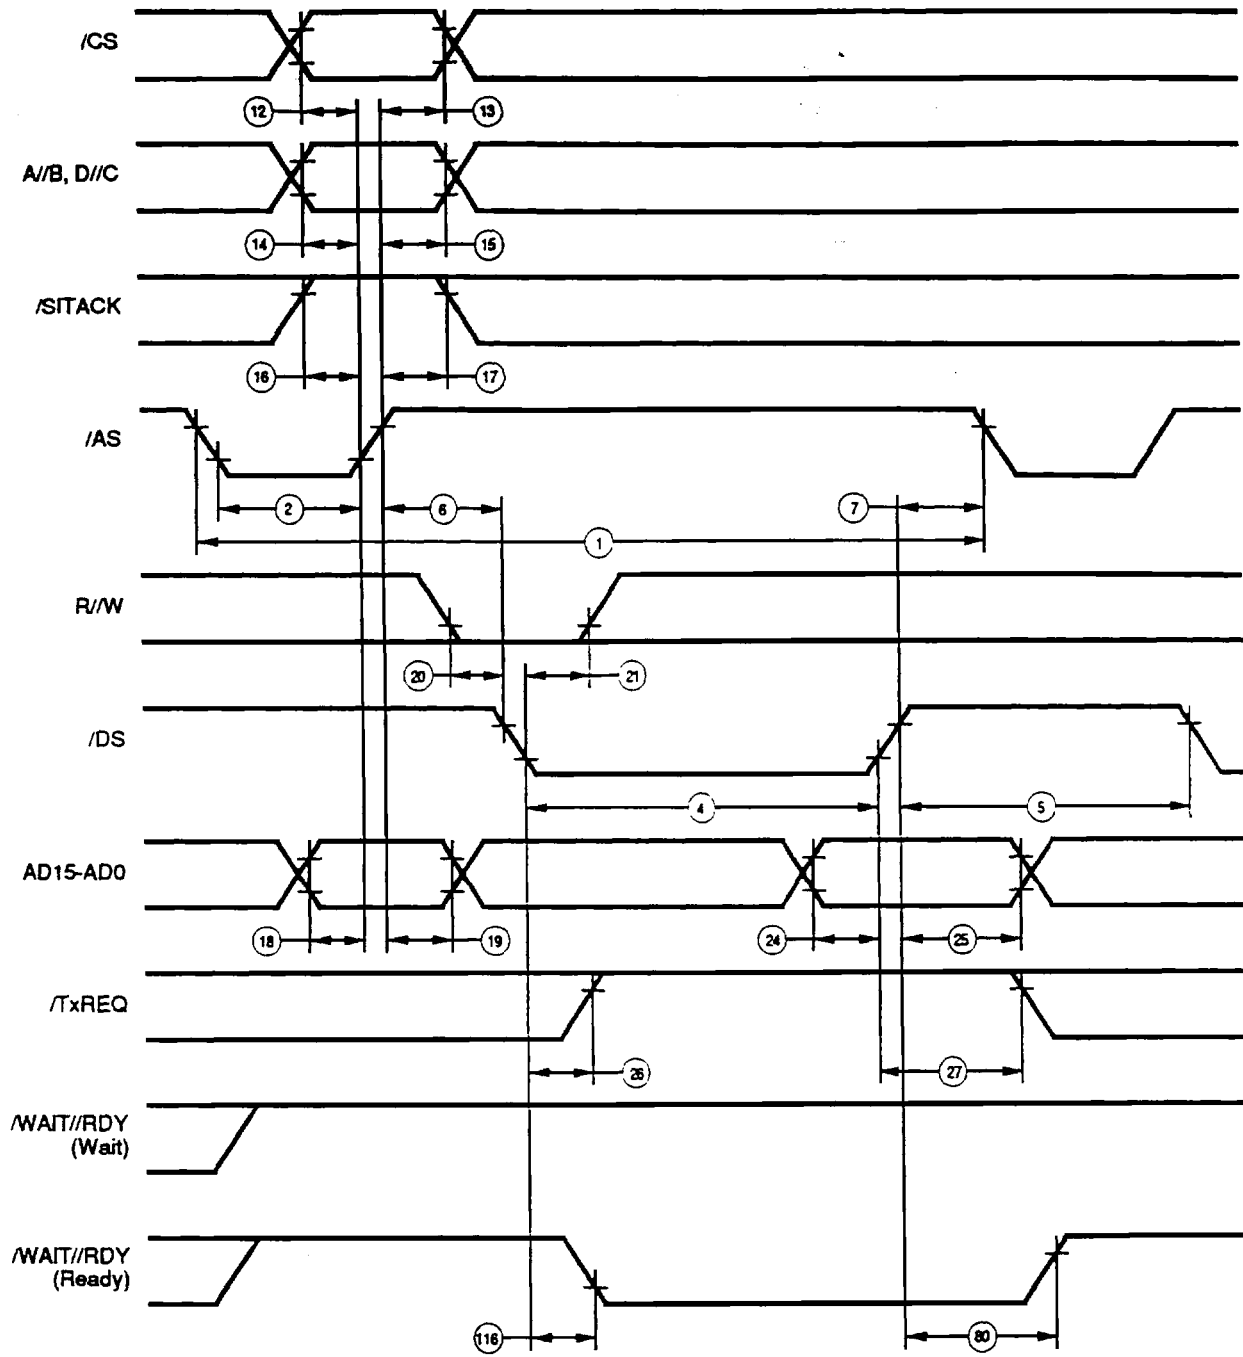 /CS
12
13
A//B, D//C
14
15
/SITACK
16
17
/AS
2
6
7
1
R//W
20
21
/DS
4
5
AD15-AD0
18
19
24
25
/TxREQ
26
27
/WAIT//RDY
(Wait)
/WAIT//RDY
(Ready)
116
80